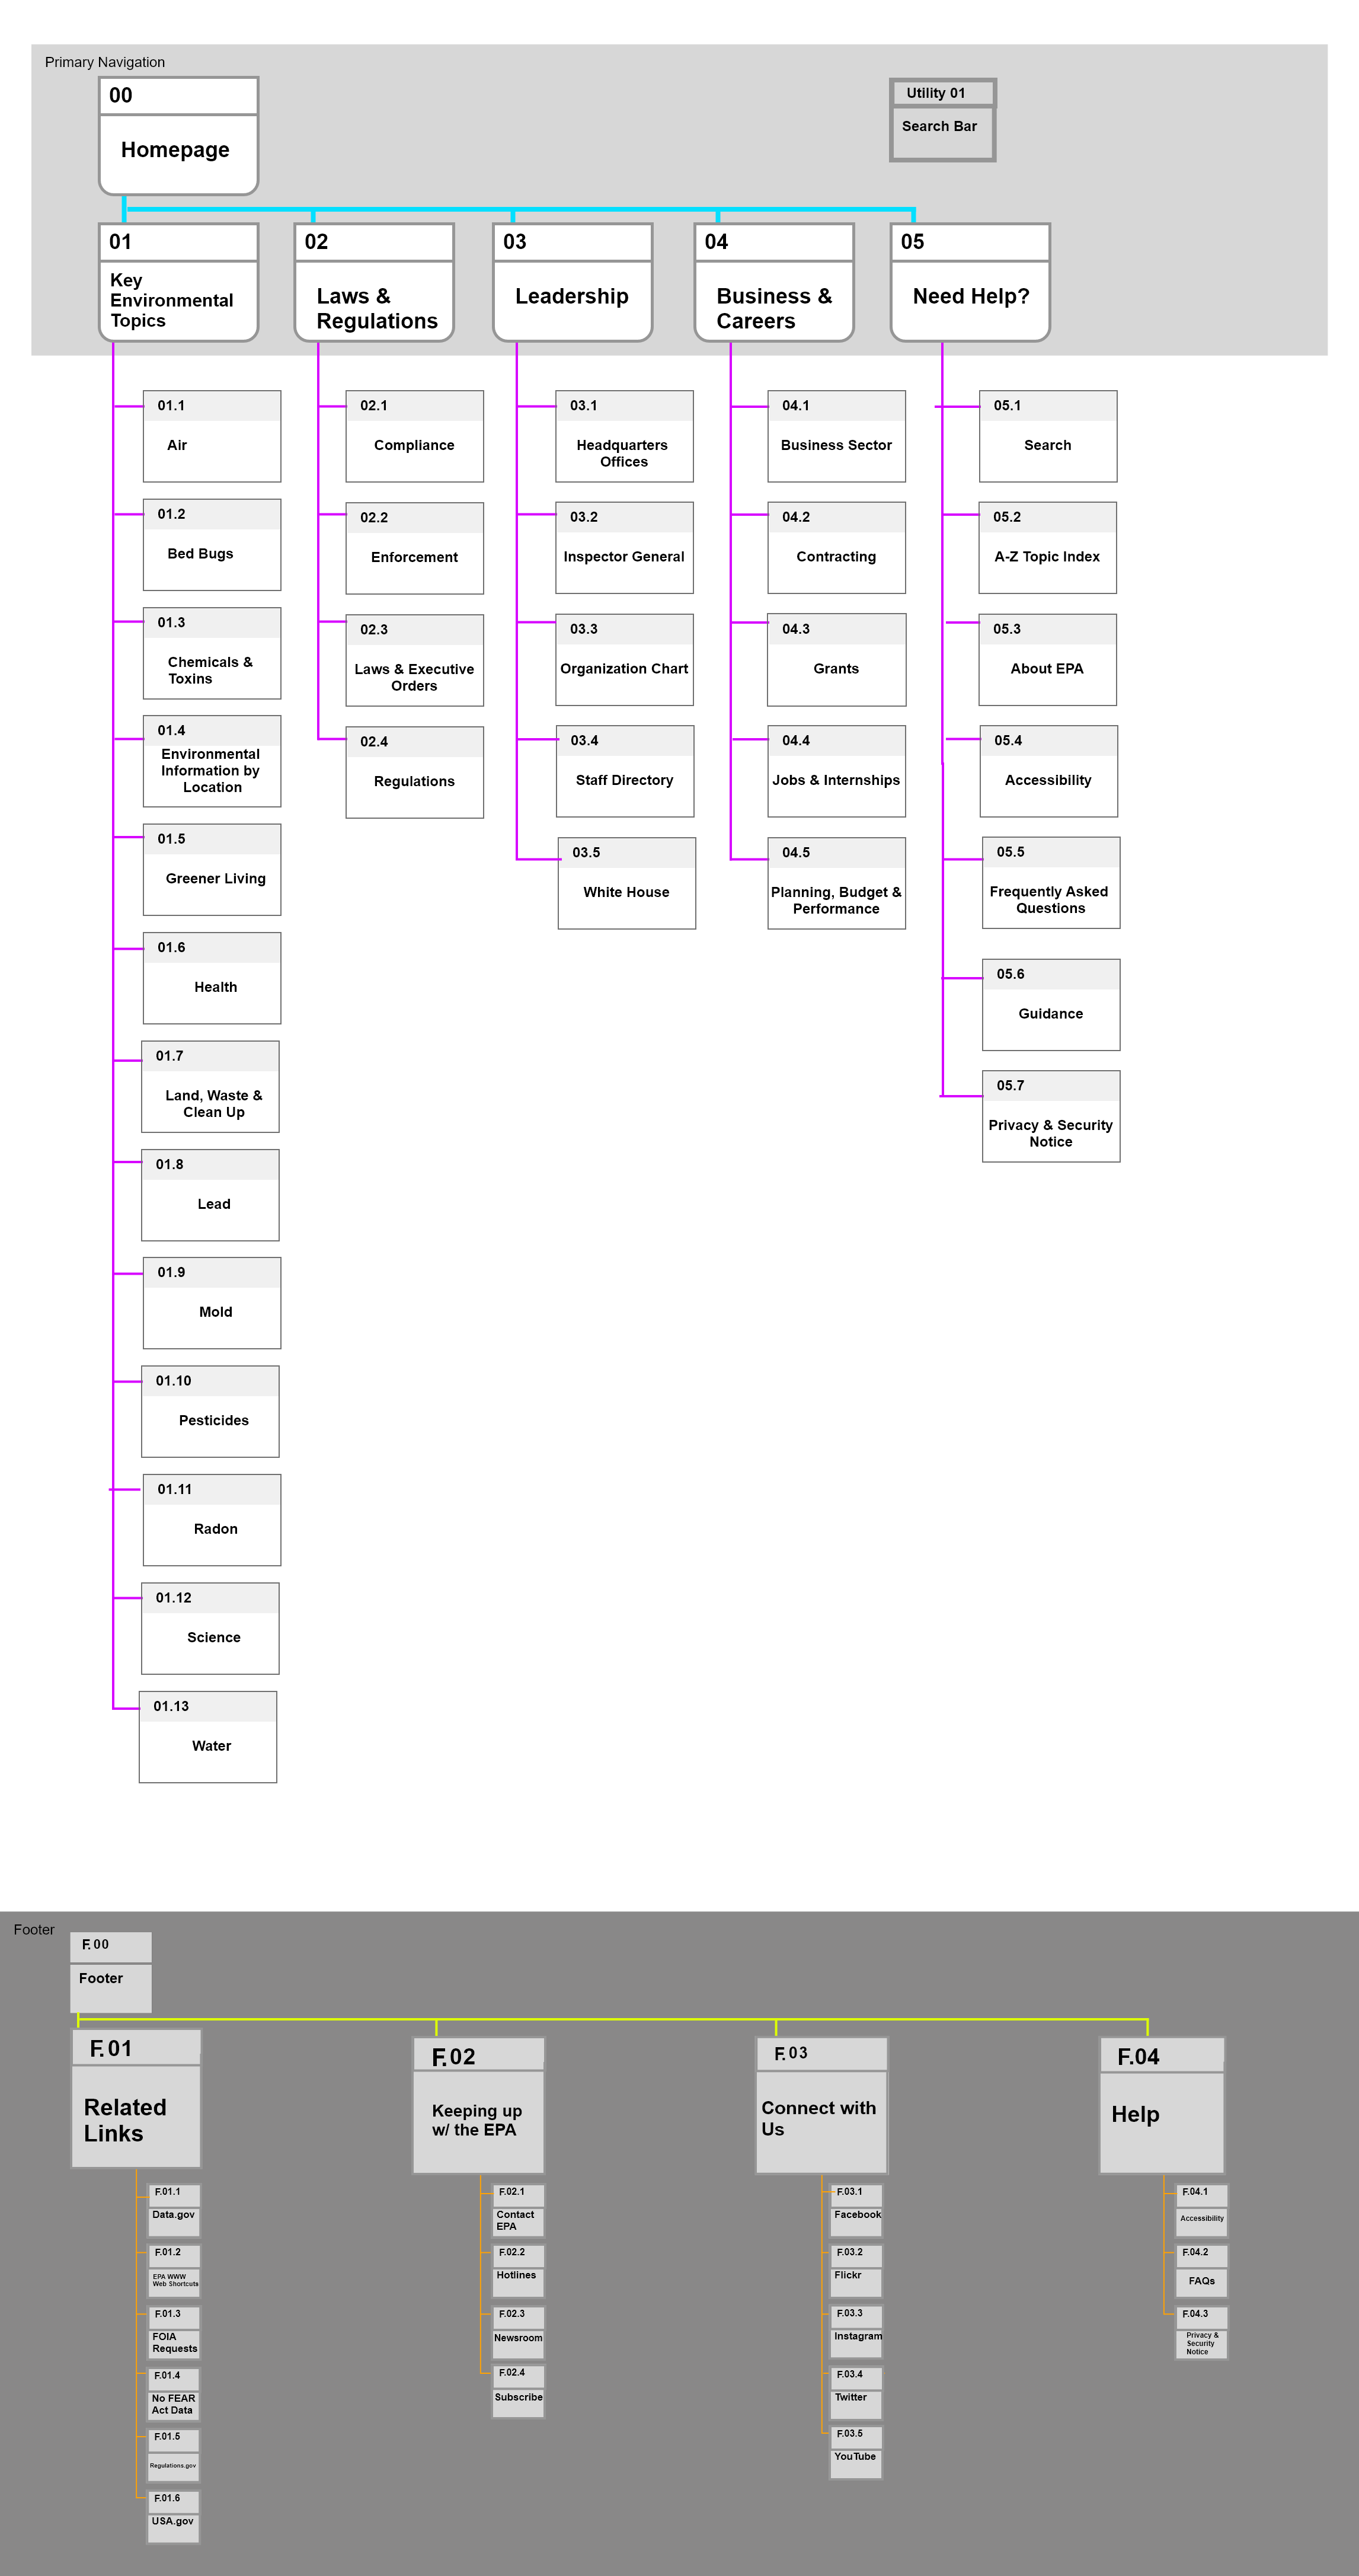 Primary Navigation
00
Homepage
Utility 01
Search Bar
01
Key
Environmental
Topics
02
Laws &
Regulations
03
Leadership
04
Business &
Careers
05
Need Help?
01.1
Air
01.2
Bed Bugs
01.3
Chemicals &
Toxins
01.4
Environmental
Information by
Location
01.5
Greener Living
01.6
Health
01.7
Land, Waste &
Clean Up
01.8
Lead
01.9
Mold
01.10
Pesticides
01.11
Radon
01.12
Science
01.13
Water
02.1
Compliance
02.2
Enforcement
02.3
Laws & Executive
Orders
02.4
Regulations
03.1
Headquarters
Offices
03.2
Inspector General
03.3
Organization Chart
03.4
Staff Directory
03.5
White House
04.1
Business Sector
04.2
Contracting
04.3
Grants
04.4
Jobs & Internships
04.5
Planning, Budget &
Performance
05.1
Search
05.2
A-Z Topic Index
05.3
About EPA
05.4
Accessibility
05.5
Frequently Asked
Questions
05.6
Guidance
05.7
Privacy & Security
Notice
Footer
F.00
Footer
F.01
Related
Links
F.01.1
Data.gov
F.01.2
EPA WWW
Web Shortcuts
F.01.3
FOIA
Requests
F.01.4
No FEAR
Act Data
F.01.5
Regulations.gov
F.01.6
USA.gov
F.02
Keeping up
w/ the EPA
F.02.1
Contact
EPA
F.02.2
Hotlines
F.02.3
Newsroom
F.02.4
Subscribe
F.03
Connect with
Us
F.03.1
Facebook
F.03.2
Flickr
F.03.3
Instagram
F.03.4
Twitter
F.03.5
YouTube
F.04
Help
F.04.1
Accessibility
F.04.2
FAQs
F.04.3
Privacy &
Security
Notice